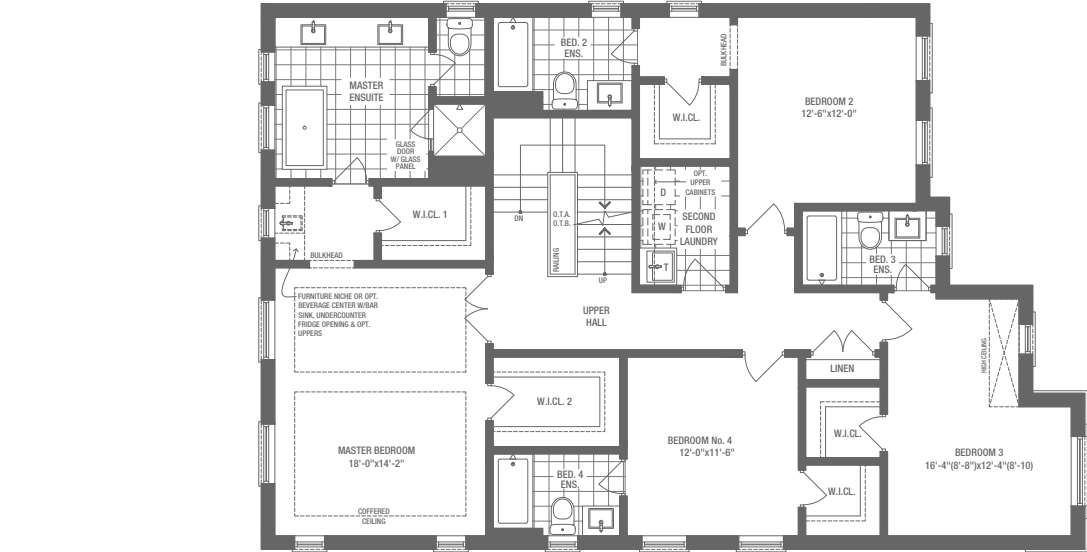 MASTER
ENSUITE
GLASS
DOOR
W/ GLASS
PANEL
BED. 2
ENS.
BULKHEAD
W.I.CL.
BEDROOM 2
12'-6"x12'-0"
W.I.CL. 1
BULKHEAD
DN
O.T.A.
O.T.B.
RAILING
UP
D
W
T
OPT.
UPPER
CABINETS
SECOND
FLOOR
LAUNDRY
BED. 3
ENS.
FURNITURE NICHE OR OPT.
BEVERAGE CENTER W/BAR
SINK, UNDERCOUNTER
FRIDGE OPENING & OPT.
UPPERS
UPPER
HALL
LINEN
HIGH CEILING
W.I.CL. 2
W.I.CL.
MASTER BEDROOM
18'-0"x14'-2"
COFFERED
CEILING
BED. 4
ENS.
BEDROOM No. 4
12'-0"x11'-6"
W.I.CL.
BEDROOM 3
16'-4"(8'-8")x12'-4"(8'-10)